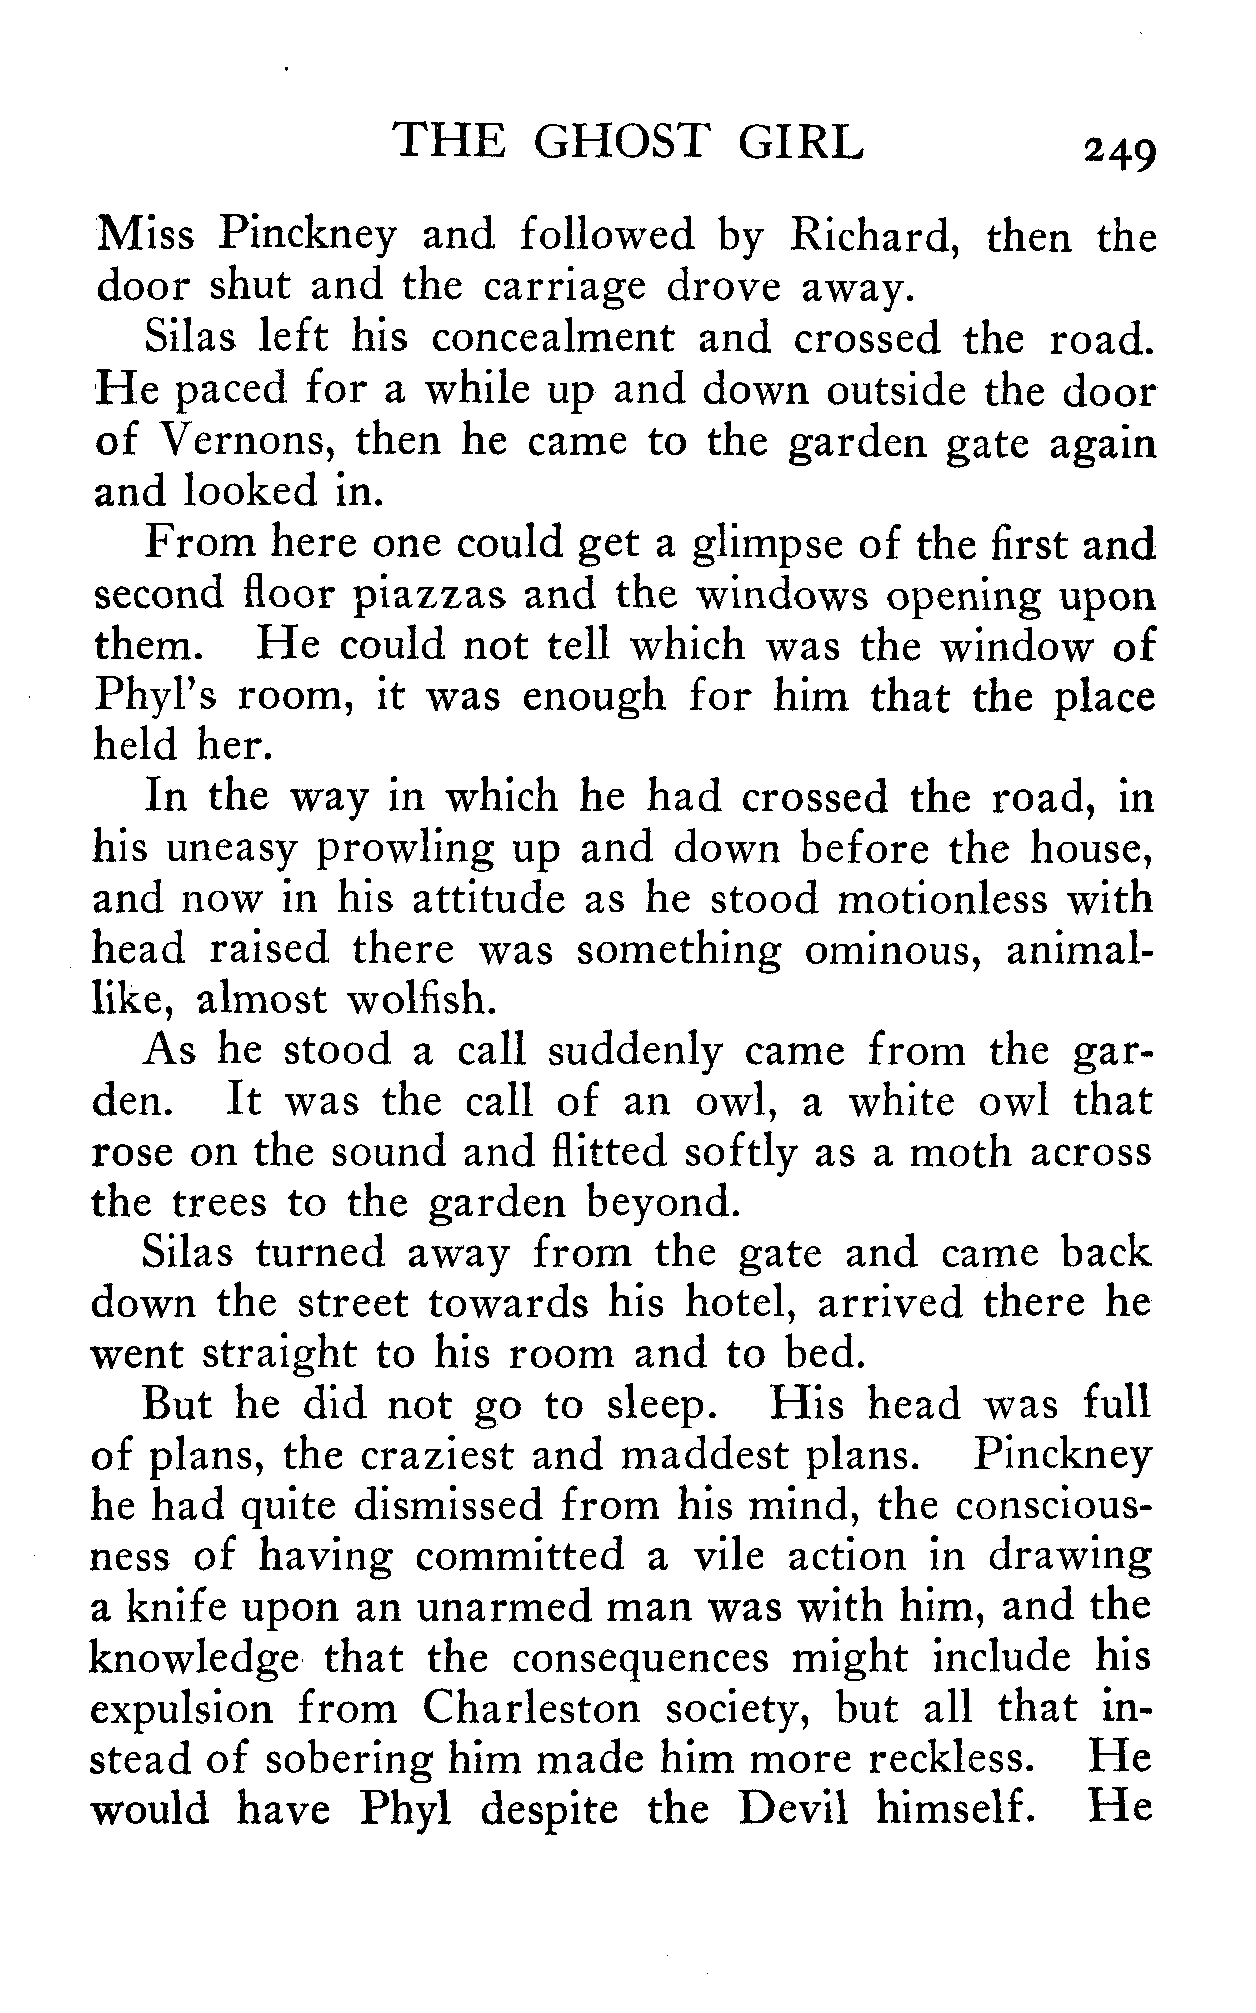 THE GHOST GIRL 249
Miss Pinckney and followed by Richard, then the
door shut and the carriage drove away.
Silas left his concealment and crossed the road.
He paced for a while up and down outside the door
of Vernons, then he came to the garden gate again
and looked in.
From here one could get a glimpse of the first and
second floor piazzas and the windows opening upon
them. He could not tell which was the window of
Phyl's room, it was enough for him that the place
held her.
In the way in which he had crossed the road, in
his uneasy prowling up and down before the house,
and now in his attitude as he stood motionless with
head raised there was something ominous, animal-
like, almost wolfish.
As he stood a call suddenly came from the gar-
den. It was the call of an owl, a white owl that
rose on the sound and flitted softly as a moth across
the trees to the garden beyond.
Silas turned away from the gate and came back
down the street towards his hotel, arrived there he
went straight to his room and to bed.
But he did not go to sleep. His head was full
of plans, the craziest and maddest plans. Pinckney
he had quite dismissed from his mind, the conscious-
ness of having committed a vile action in drawing
a knife upon an unarmed man was with him, and the
knowledge that the consequences might include his
expulsion from Charleston society, but all that in-
stead of sobering him made him more reckless. He
would have Phyl despite the Devil himself. He